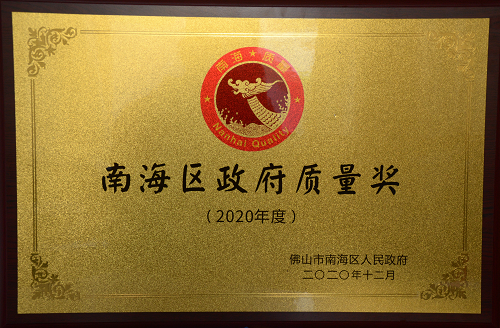 南海★质量
Nanhai Quality
南海区政府质量奖
（2020年度）
佛山市南海区人民政府
二〇二〇年十二月